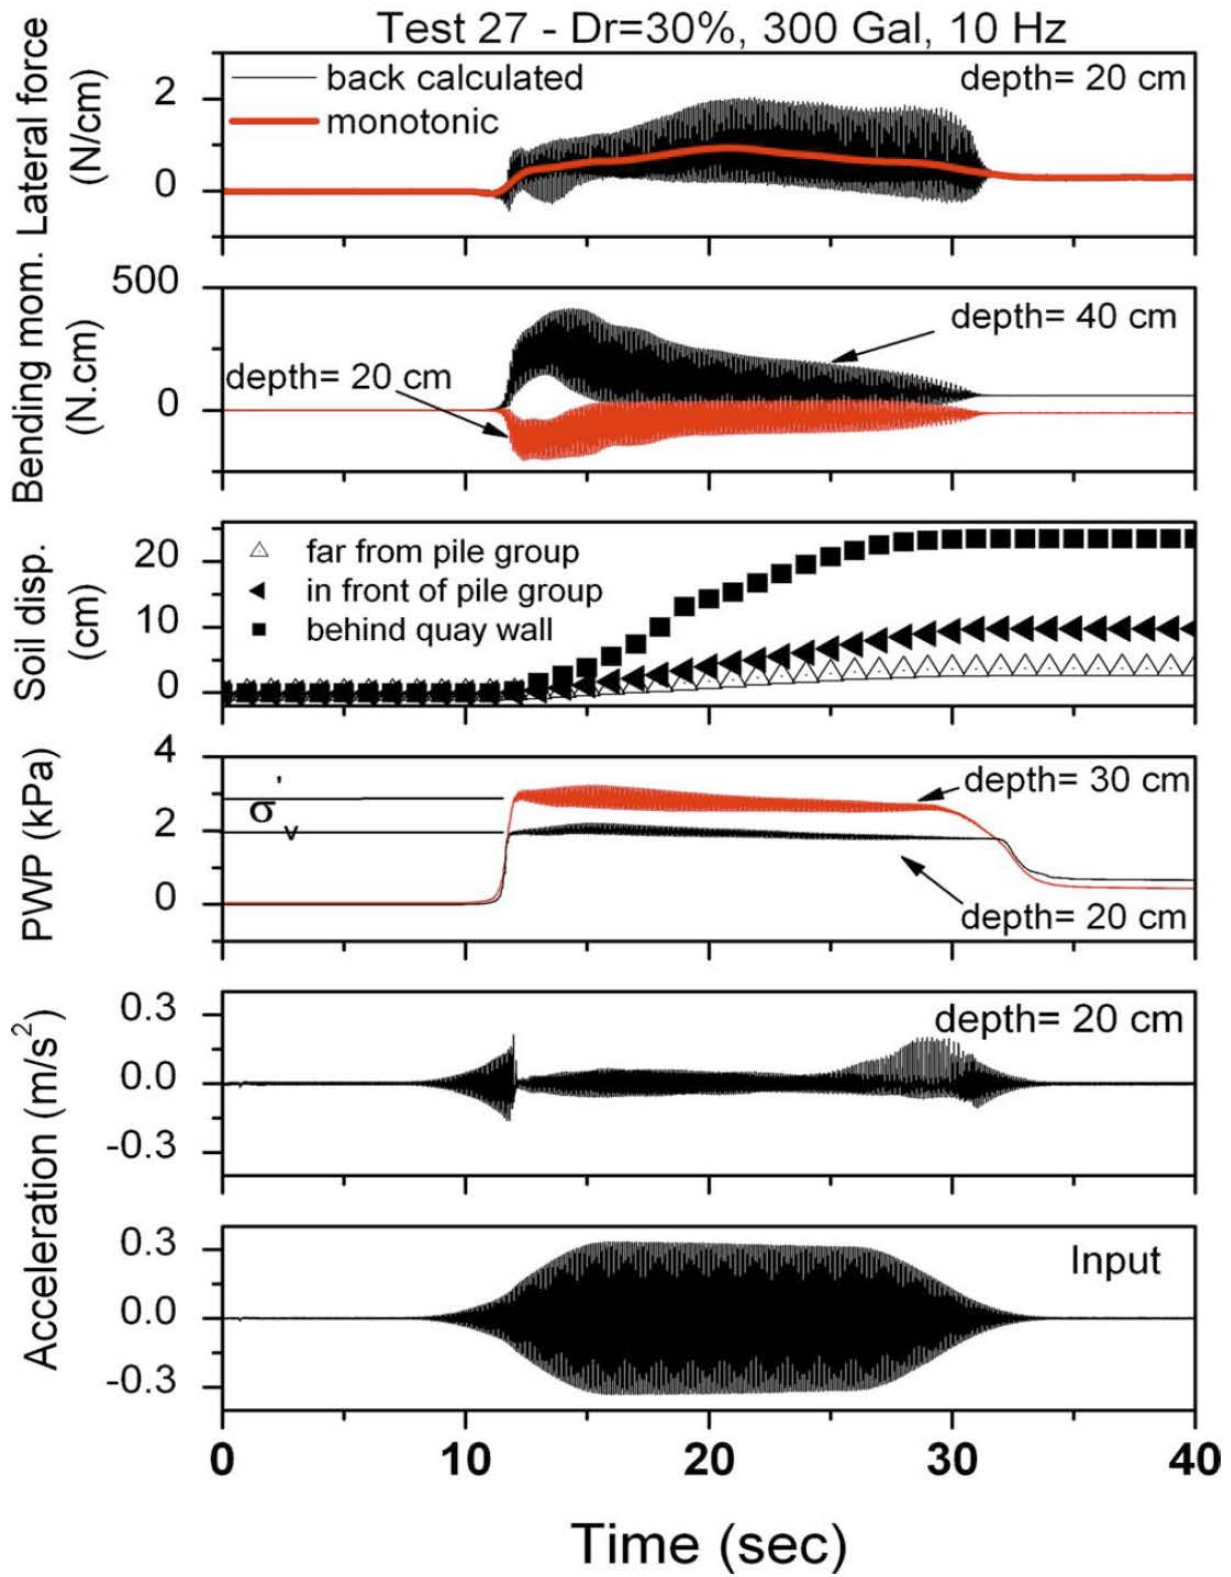 Test 27 - Dr=30%, 300 Gal, 10 Hz
Lateral force
(N/cm)
2
0
back calculated
monotonic
depth= 20 cm
Bending mom.
(N.cm)
500
0
depth= 40 cm
depth= 20 cm
Soil disp.
(cm)
20
10
0
far from pile group
in front of pile group
behind quay wall
PWP (kPa)
4
2
0
σ'v
depth= 30 cm
depth= 20 cm
Acceleration (m/s²)
0.3
0.0
-0.3
depth= 20 cm
0.3
0.0
-0.3
Input
0 10 20 30 40
Time (sec)